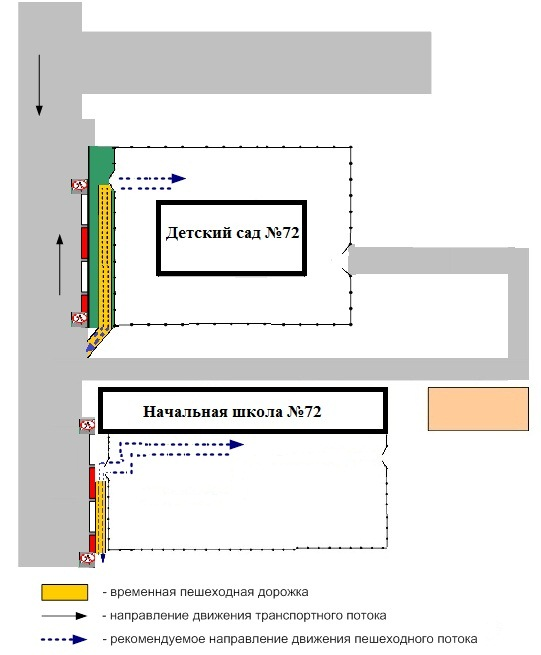 Детский сад №72
Начальная школа №72
- временная пешеходная дорожка
- направление движения транспортного потока
- рекомендуемое направление движения пешеходного потока